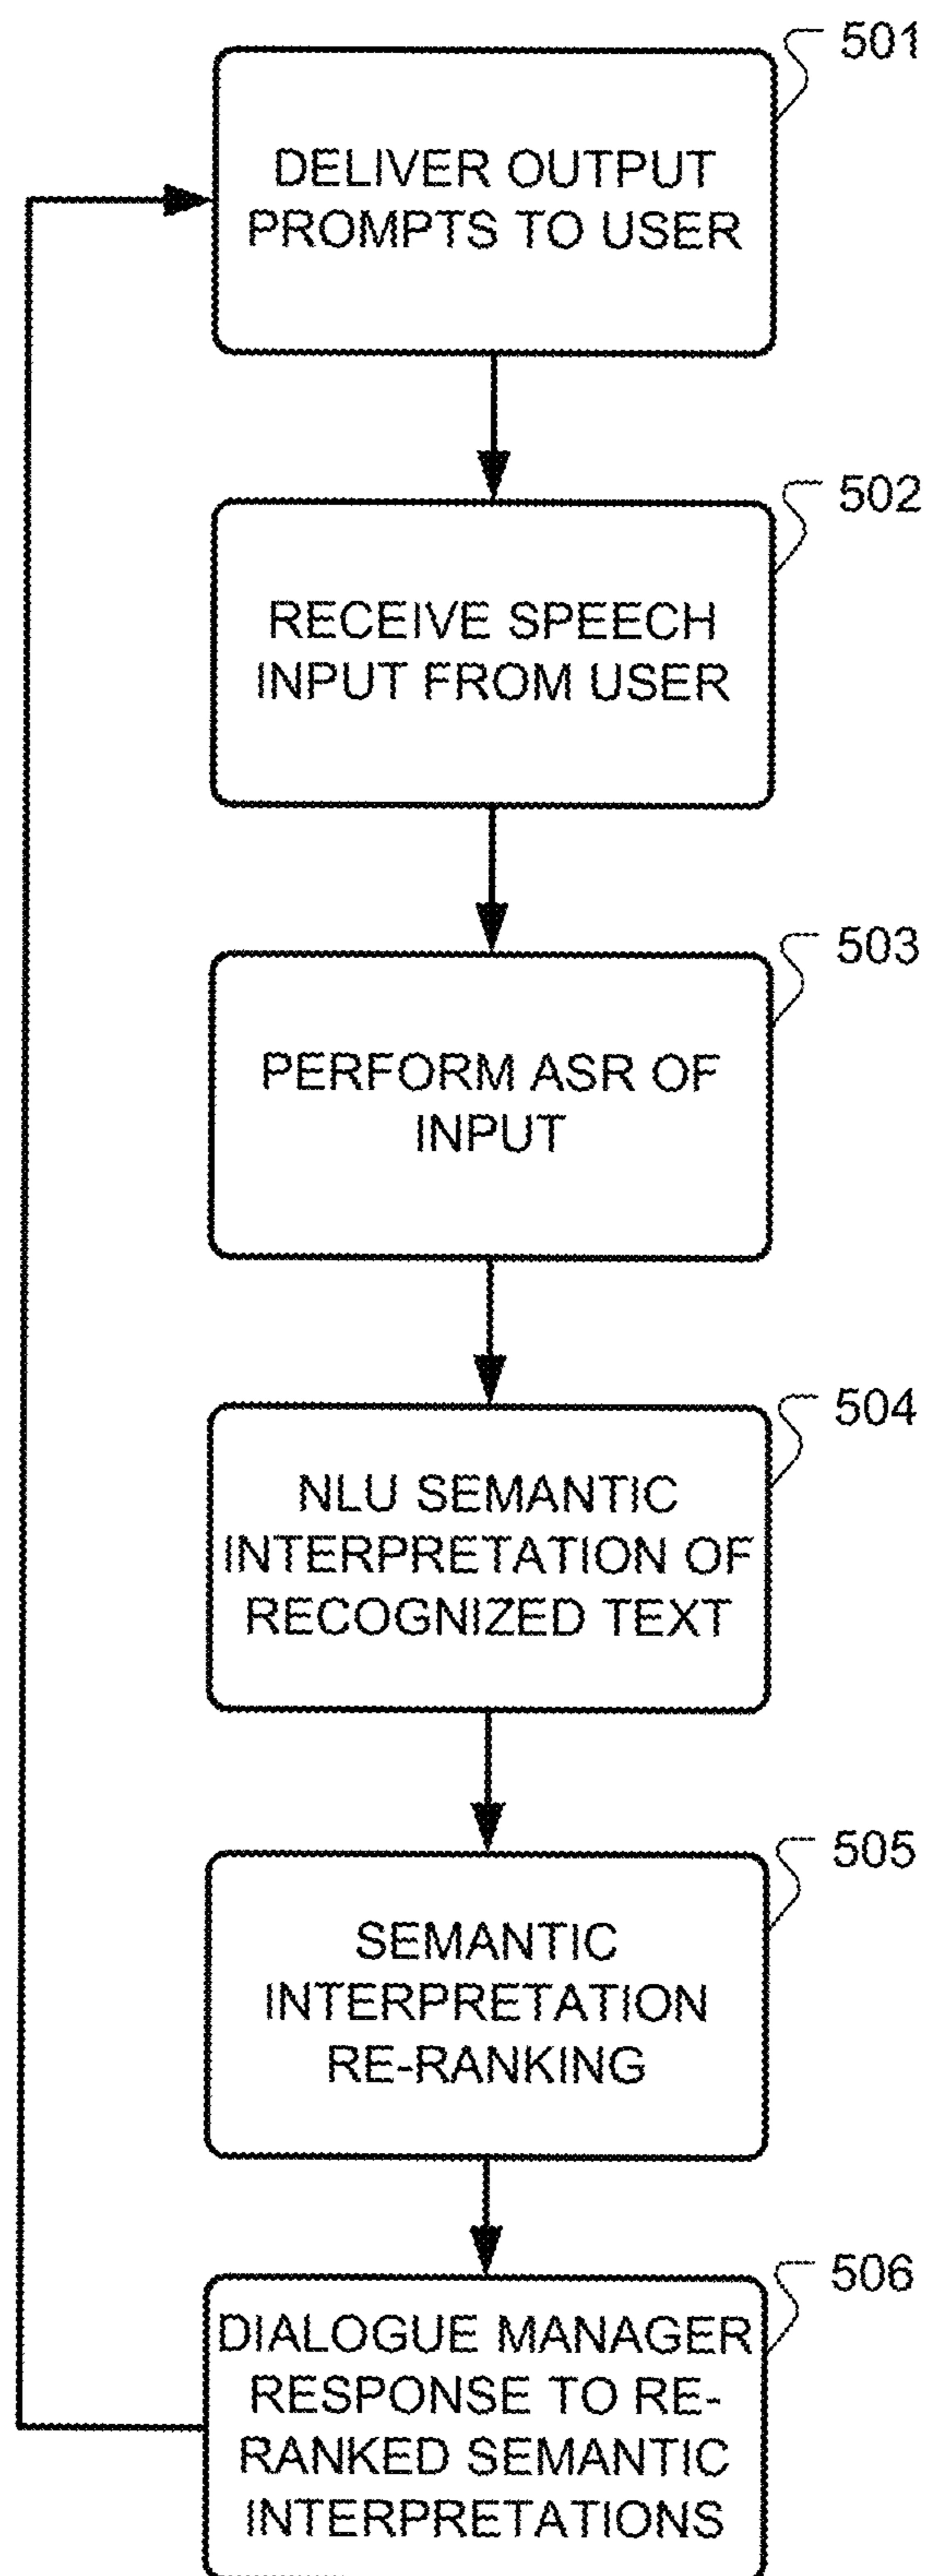 501
DELIVER OUTPUT
PROMPTS TO USER
502
RECEIVE SPEECH
INPUT FROM USER
503
PERFORM ASR OF
INPUT
504
NLU SEMANTIC
INTERPRETATION OF
RECOGNIZED TEXT
505
SEMANTIC
INTERPRETATION
RE-RANKING
506
DIALOGUE MANAGER
RESPONSE TO RE-
RANKED SEMANTIC
INTERPRETATIONS